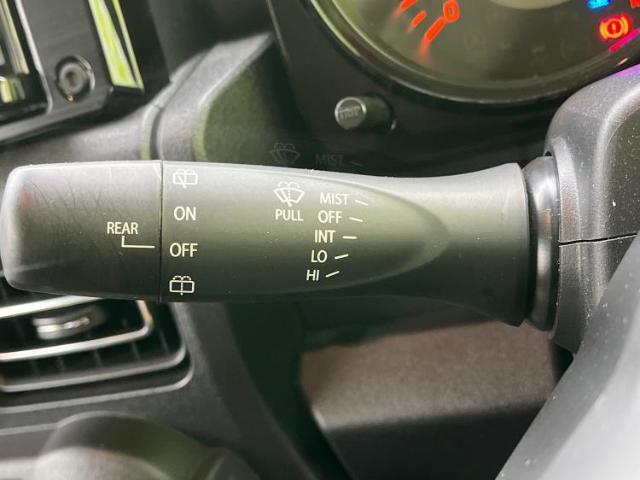 REAR
ON
OFF
PULL
MIST
OFF
INT
LO
HI
MIST